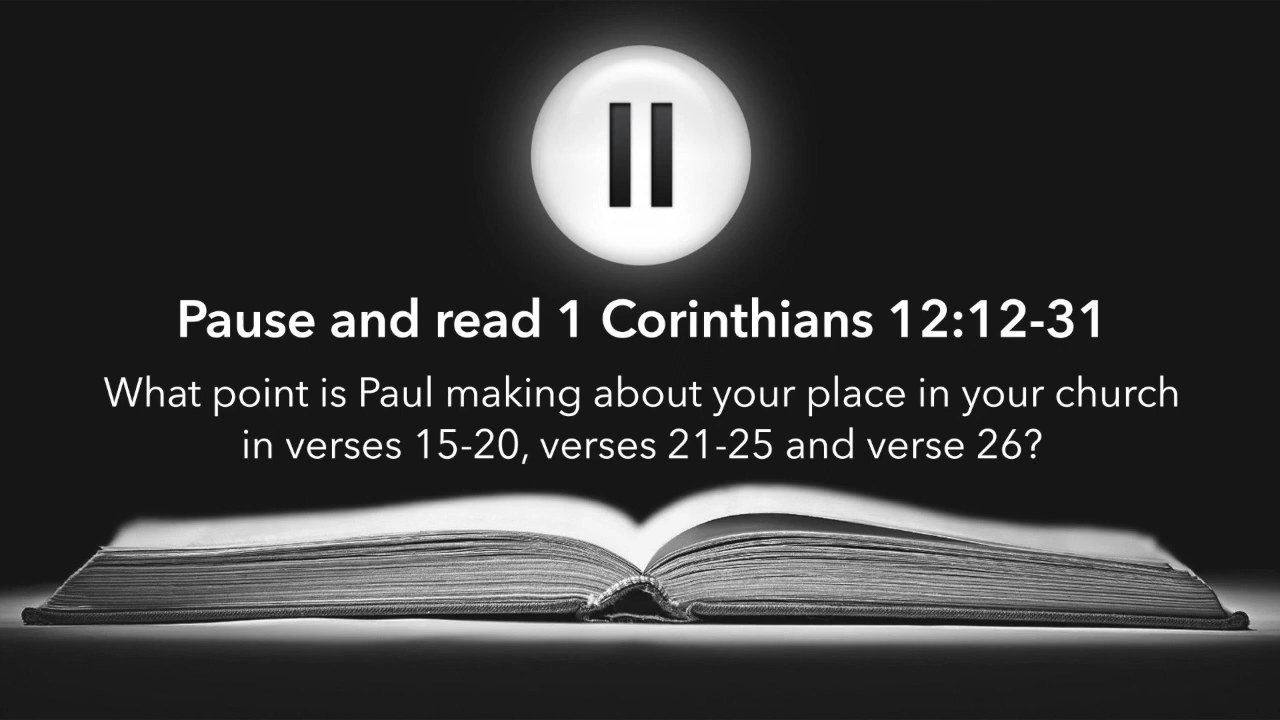 Pause and read 1 Corinthians 12:12-31
What point is Paul making about your place in your church
in verses 15-20, verses 21-25 and verse 26?